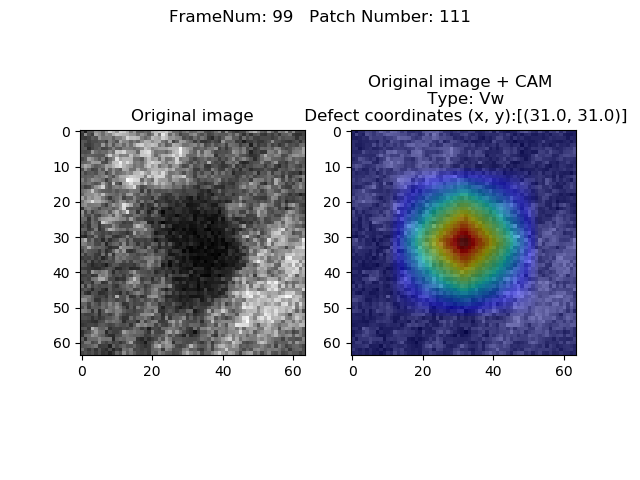 FrameNum: 99   Patch Number: 111
Original image
Original image + CAM
Type: Vw
Defect coordinates (x, y):[(31.0, 31.0)]
0
10
20
30
40
50
60
0 20 40 60
0
10
20
30
40
50
60
0 20 40 60